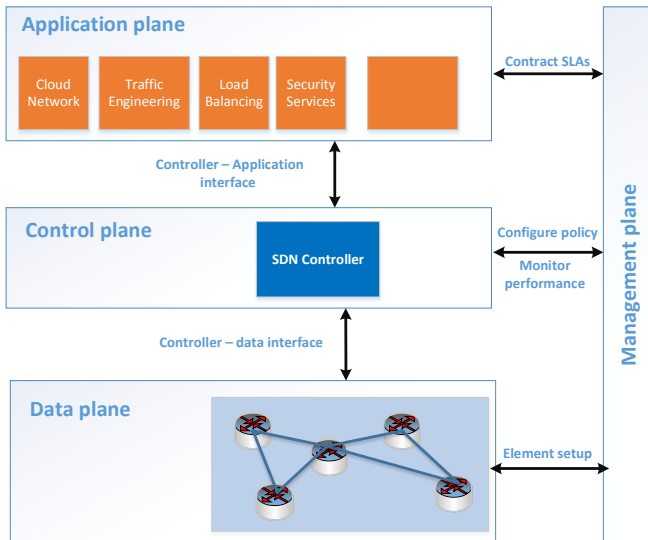 Application plane
Cloud
Network
Traffic
Engineering
Load
Balancing
Security
Services
Contract SLAs
Controller – Application
interface
Control plane
SDN Controller
Configure policy
Monitor
performance
Management plane
Controller – data interface
Data plane
Element setup